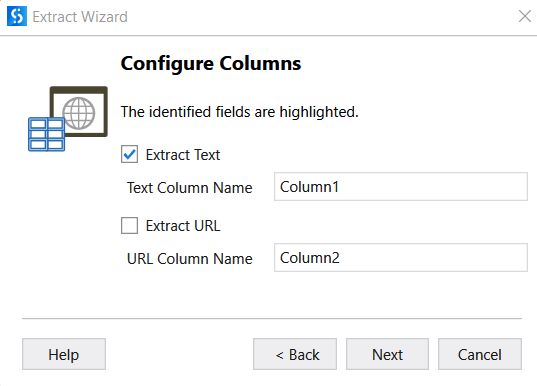 Extract Wizard
Configure Columns
The identified fields are highlighted.
Extract Text
Text Column Name Column1
Extract URL
URL Column Name Column2
Help < Back Next Cancel